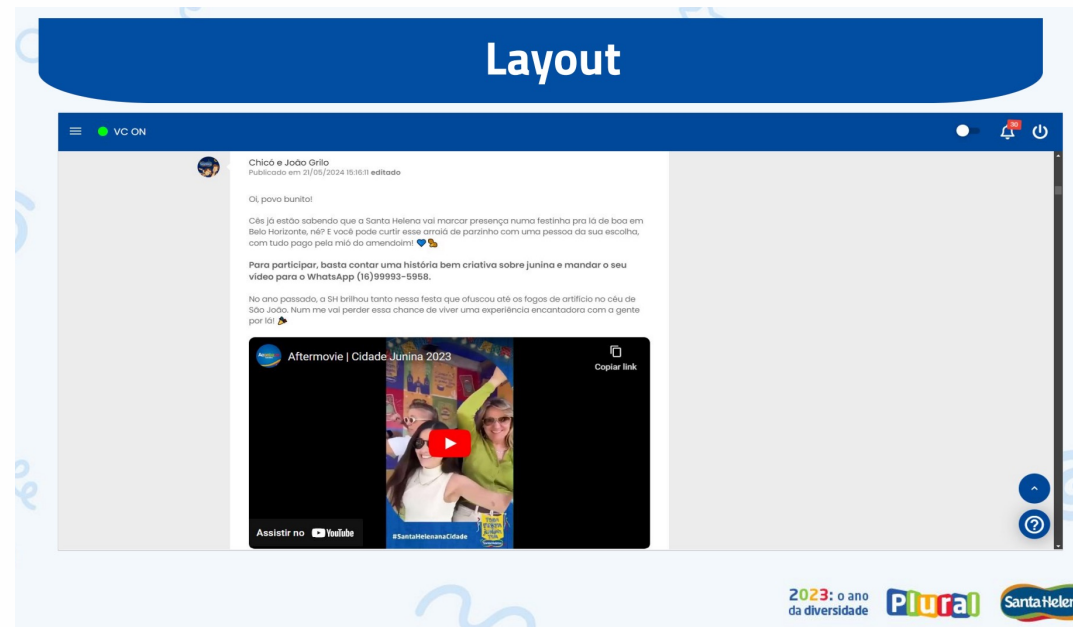 Layout
VC ON
30
Chicó e João Grilo
Publicado em 21/05/2024 15:16:11 editado
Oi, povo bunito!
Cês já estão sabendo que a Santa Helena vai marcar presença numa festinha pra lá de boa em
Belo Horizonte, né? E você pode curtir esse arraiá de parzinho com uma pessoa da sua escolha,
com tudo pago pela mió do amendoim! 💙🥜
Para participar, basta contar uma história bem criativa sobre junina e mandar o seu
vídeo para o WhatsApp (16)99993-5958.
No ano passado, a SH brilhou tanto nessa festa que ofuscou até os fogos de artifício no céu de
São João. Num me vai perder essa chance de viver uma experiência encantadora com a gente
por lá! 🎉
Aftermovie | Cidade Junina 2023
Copiar link
Assistir no YouTube
#SantaHelenanaCidade
2023: o ano
da diversidade
Plural
Santa Helen